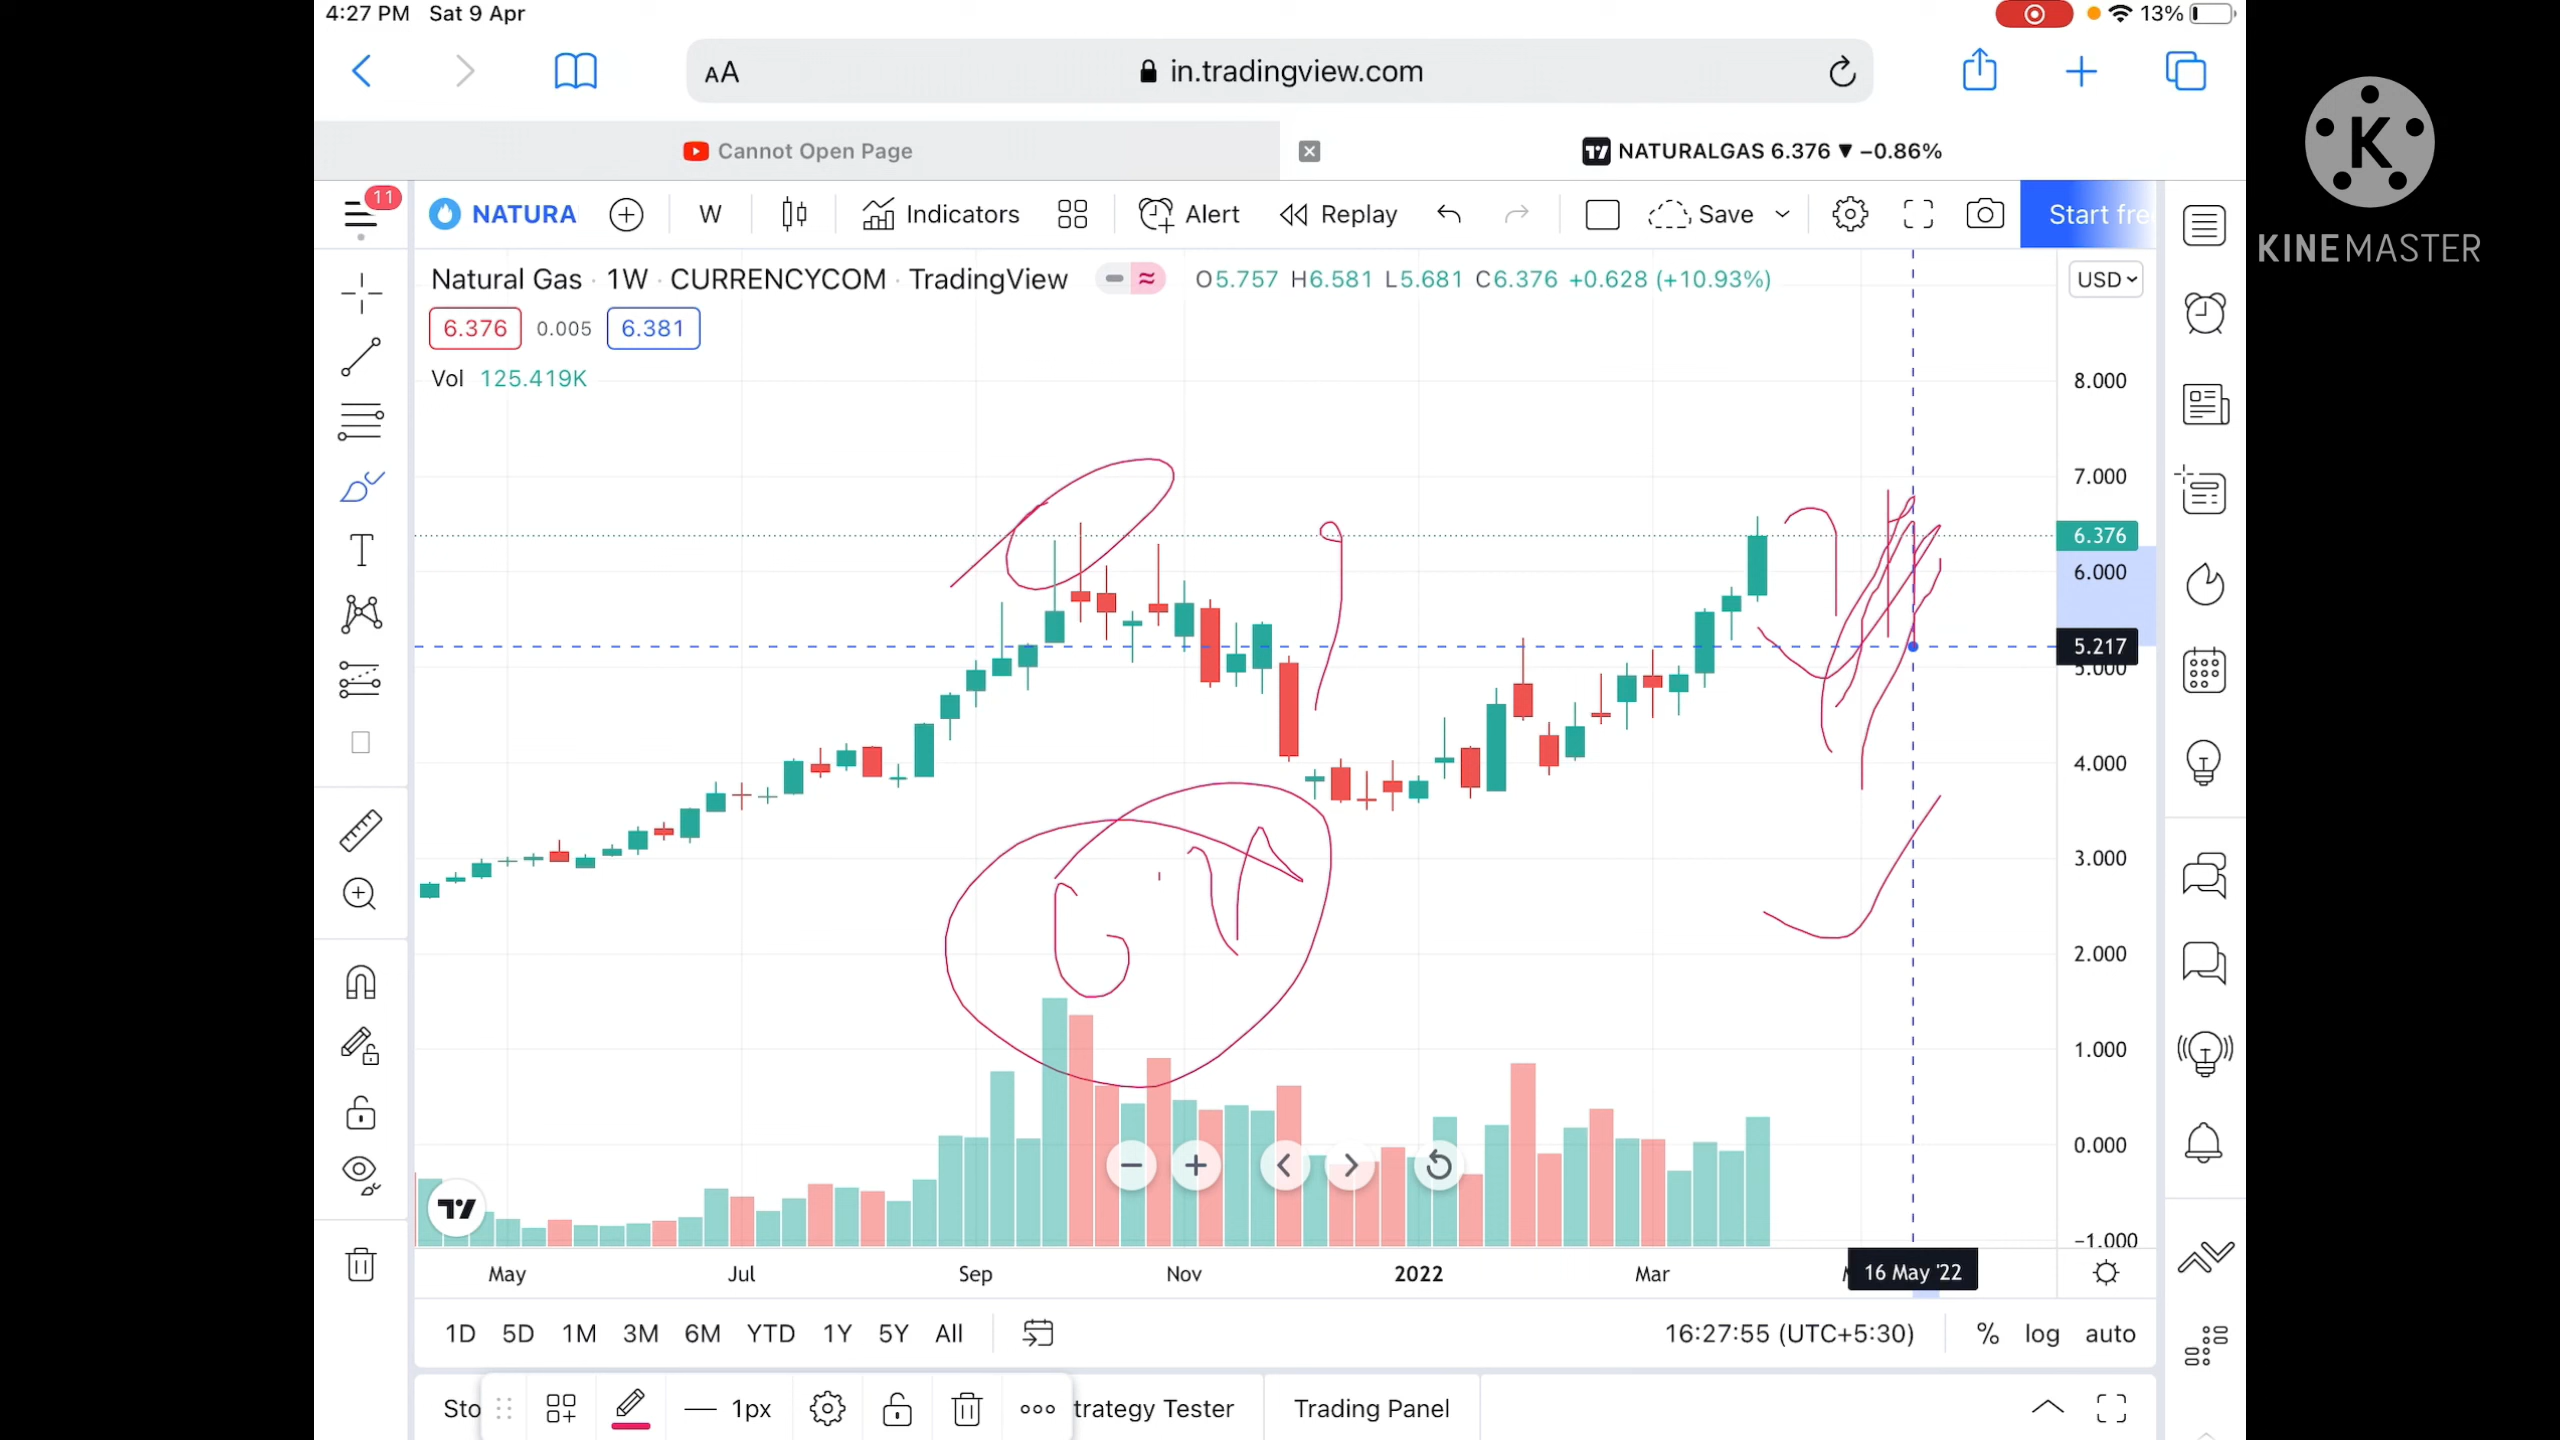 4:27 PM Sat 9 Apr
13%
AA
in.tradingview.com
Cannot Open Page
NATURALGAS 6.376 ▼ −0.86%
K
KINEMASTER
11
NATURA
W
Indicators
Alert
Replay
Save
Start fre
Natural Gas · 1W · CURRENCYCOM · TradingView
O5.757 H6.581 L5.681 C6.376 +0.628 (+10.93%)
USD
6.376
0.005
6.381
Vol 125.419K
8.000
7.000
6.376
6.000
5.217
5.000
4.000
3.000
2.000
1.000
0.000
−1.000
May
Jul
Sep
Nov
2022
Mar
16 May '22
1D
5D
1M
3M
6M
YTD
1Y
5Y
All
16:27:55 (UTC+5:30)
%
log
auto
Sto
1px
trategy Tester
Trading Panel